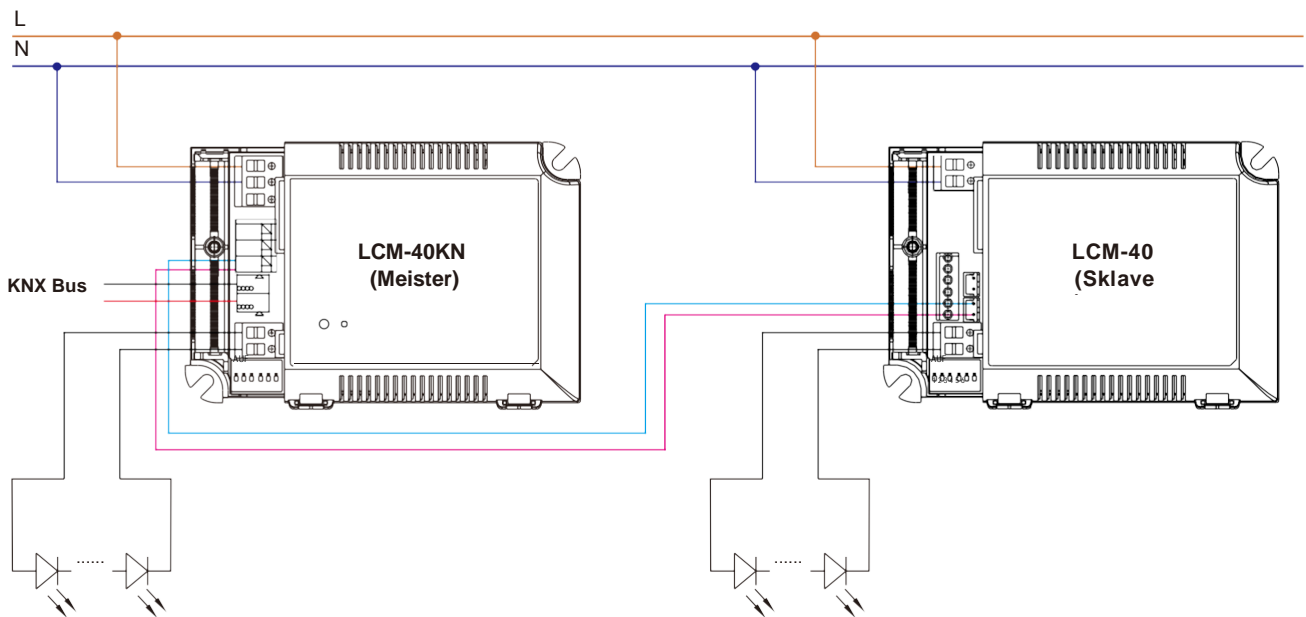 L
N
LCM-40KN
(Meister)
LCM-40
(Sklave
KNX Bus
......
......